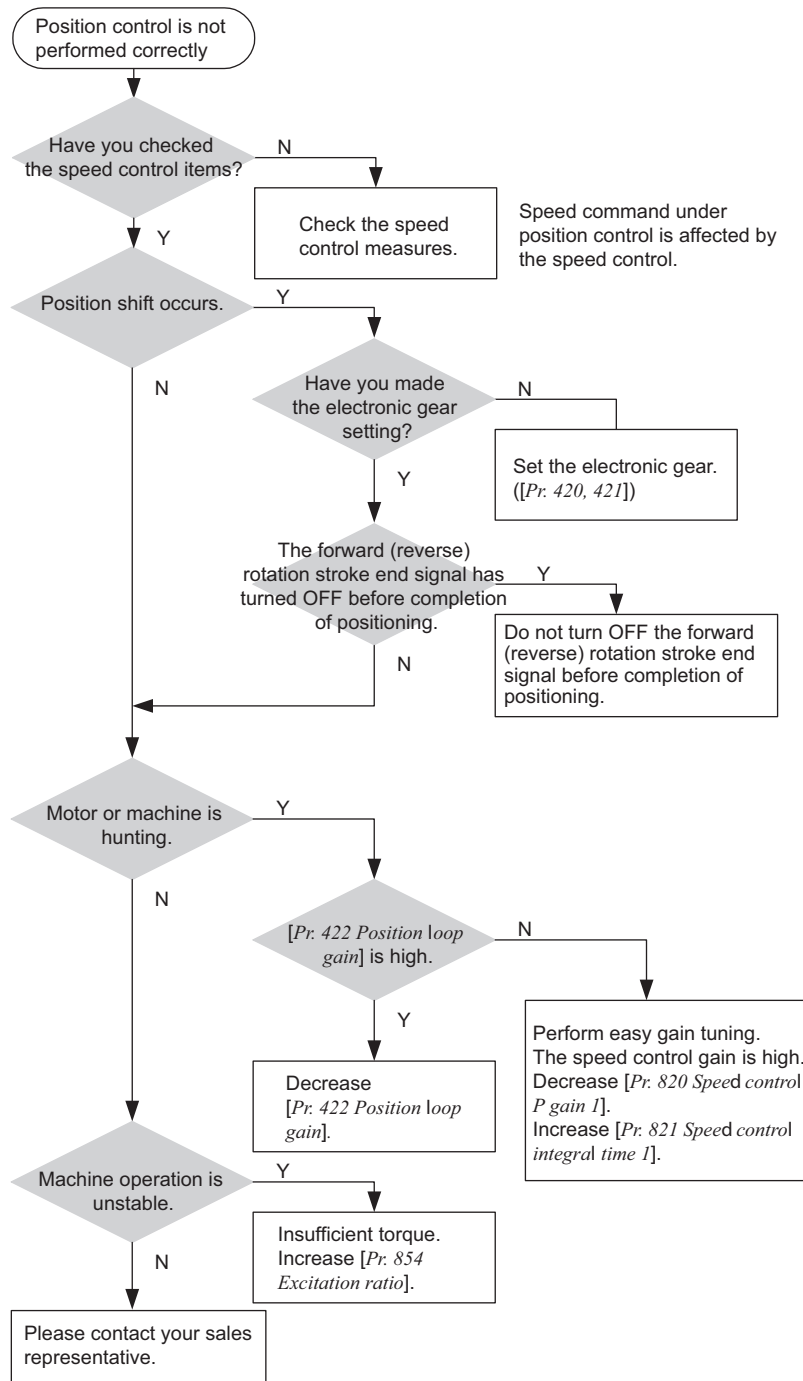 Position control is not
performed correctly
Have you checked
the speed control items?
N
Check the speed
control measures.
Speed command under
position control is affected by
the speed control.
Y
Position shift occurs.
Y
N
Have you made
the electronic gear
setting?
N
Set the electronic gear.
([Pr. 420, 421])
Y
The forward (reverse)
rotation stroke end signal has
turned OFF before completion
of positioning.
Y
Do not turn OFF the forward
(reverse) rotation stroke end
signal before completion of
positioning.
N
Motor or machine is
hunting.
Y
N
[Pr. 422 Position loop
gain] is high.
N
Y
Perform easy gain tuning.
The speed control gain is high.
Decrease [Pr. 820 Speed control
P gain 1].
Increase [Pr. 821 Speed control
integral time 1].
Decrease
[Pr. 422 Position loop
gain].
Machine operation is
unstable.
Y
Insufficient torque.
Increase [Pr. 854
Excitation ratio].
N
Please contact your sales
representative.